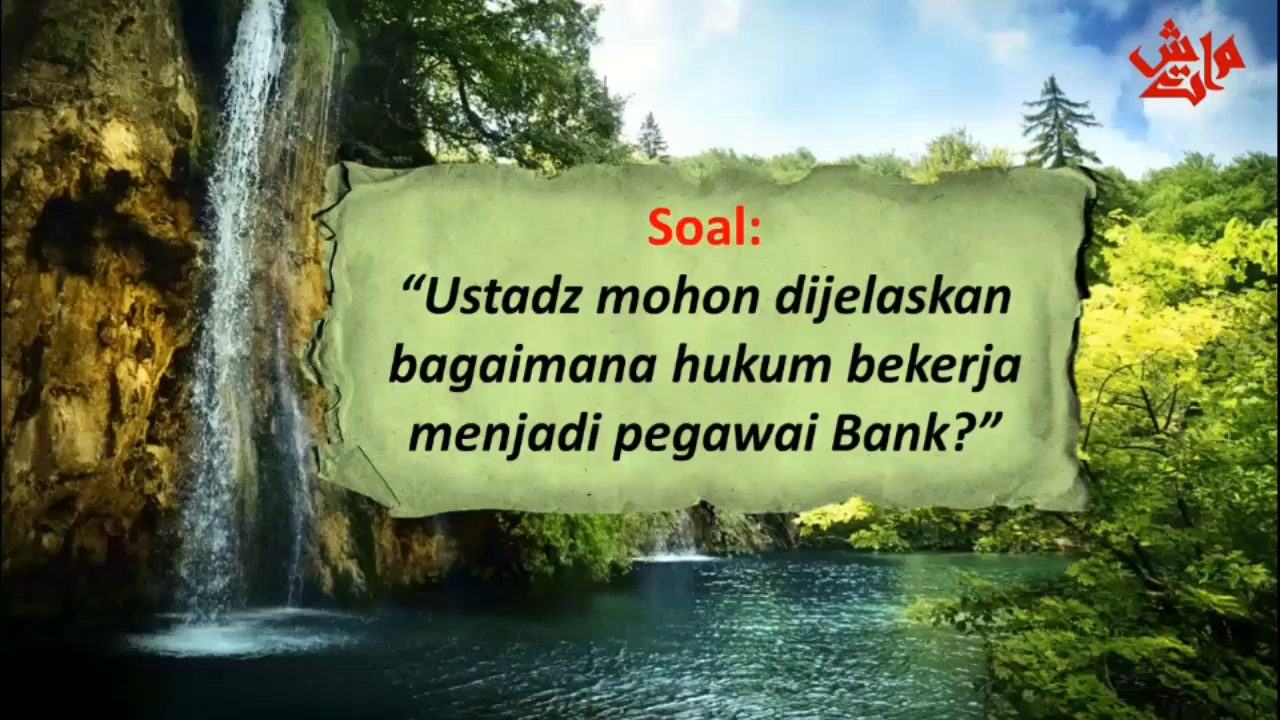 Soal:
“Ustadz mohon dijelaskan
bagaimana hukum bekerja
menjadi pegawai Bank?”